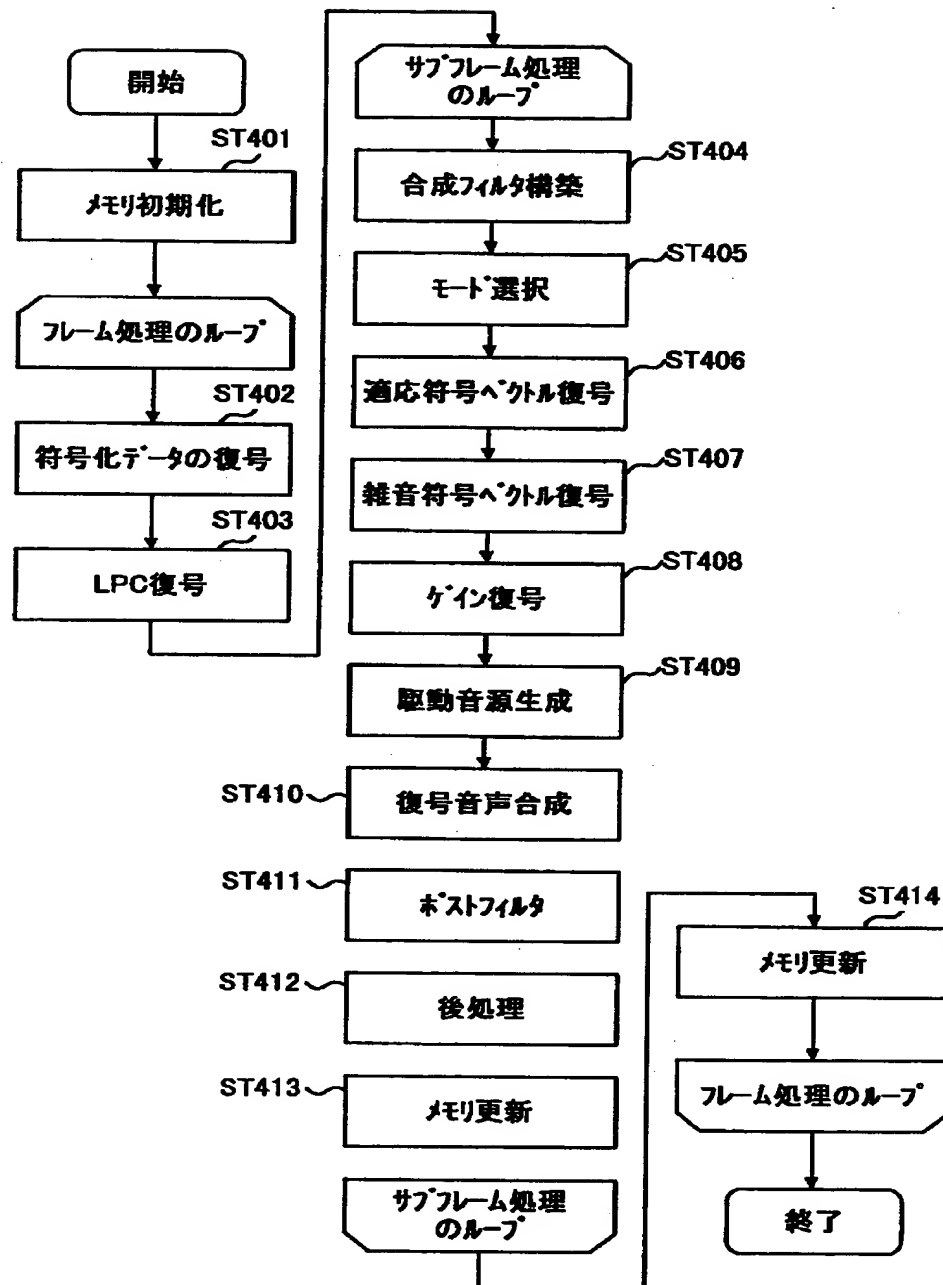 開始
ST401
メモリ初期化
フレーム処理のループ
ST402
符号化データの復号
ST403
LPC復号
サブフレーム処理
のループ
ST404
合成フィルタ構築
ST405
モード選択
ST406
適応符号ベクトル復号
ST407
雑音符号ベクトル復号
ST408
ゲイン復号
ST409
駆動音源生成
ST410
復号音声合成
ST411
ポストフィルタ
ST412
後処理
ST413
メモリ更新
サブフレーム処理
のループ
ST414
メモリ更新
フレーム処理のループ
終了